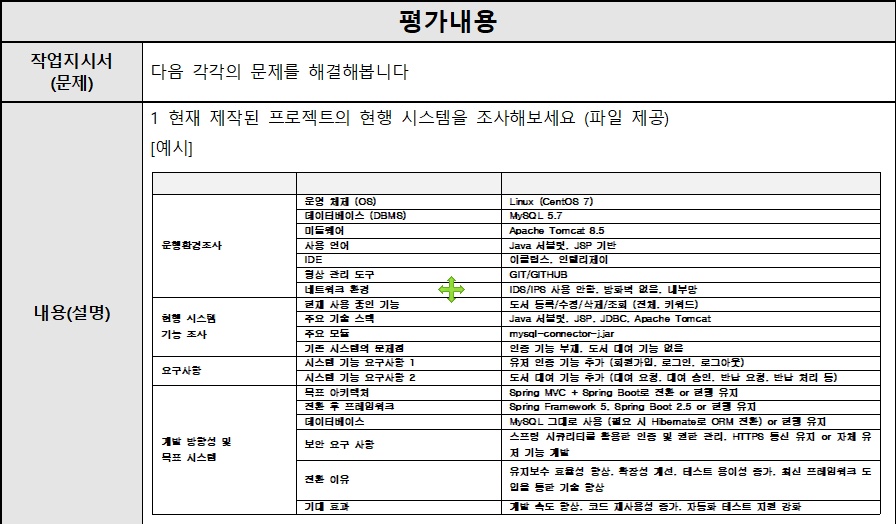 평가내용
작업지시서
(문제)
다음 각각의 문제를 해결해봅니다
내용(설명)
1 현재 제작된 프로젝트의 현행 시스템을 조사해보세요 (파일 제공)
[예시]
운행환경조사
운영 체제 (OS) Linux (CentOS 7)
데이터베이스 (DBMS) MySQL 5.7
미들웨어 Apache Tomcat 8.5
사용 언어 Java 서블릿, JSP 기반
IDE 이클립스, 인텔리제이
형상 관리 도구 GIT/GITHUB
네트워크 환경 IDS/IPS 사용 안함, 방화벽 없음, 내부망
현행 시스템
기능 조사
현재 사용 중인 기능 도서 등록/수정/삭제/조회 (전체, 키워드)
주요 기술 스택 Java 서블릿, JSP, JDBC, Apache Tomcat
주요 모듈 mysql-connector-j.jar
기존 시스템의 문제점 인증 기능 부재, 도서 대여 기능 없음
요구사항
시스템 기능 요구사항 1 유저 인증 기능 추가 (회원가입, 로그인, 로그아웃)
시스템 기능 요구사항 2 도서 대여 기능 추가 (대여 요청, 대여 승인, 반납 요청, 반납 처리 등)
개발 방향성 및
목표 시스템
목표 아키텍처 Spring MVC + Spring Boot로 전환 or 현행 유지
전환 후 프레임워크 Spring Framework 5, Spring Boot 2.5 or 현행 유지
데이터베이스 MySQL 그대로 사용 (필요 시 Hibernate로 ORM 전환) or 현행 유지
보안 요구 사항 스프링 시큐리티를 활용한 인증 및 권한 관리, HTTPS 통신 유지 or 자체 유
지 기능 개발
전환 이유 유지보수 효율성 향상, 확장성 개선, 테스트 용이성 증가, 최신 프레임워크 도
입을 통한 기술 향상
기대 효과 개발 속도 향상, 코드 재사용성 증가, 자동화 테스트 지원 강화